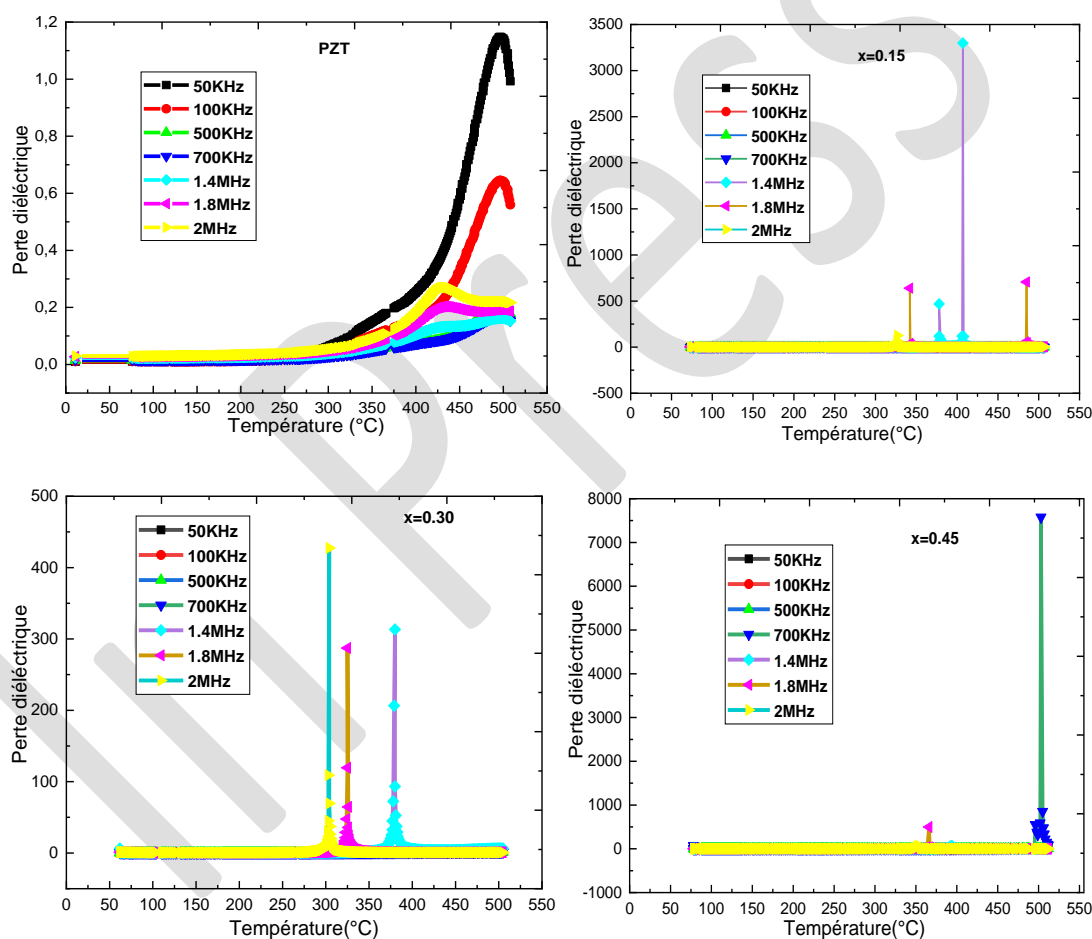 PZT
50KHz
100KHz
500KHz
700KHz
1.4MHz
1.8MHz
2MHz
Perte diéléctrique
1,2
1,0
0,8
0,6
0,4
0,2
0,0
0 50 100 150 200 250 300 350 400 450 500 550
Température (°C)
x=0.15
50KHz
100KHz
500KHz
700KHz
1.4MHz
1.8MHz
2MHz
Perte diéléctrique
3500
3000
2500
2000
1500
1000
500
0
-500
0 50 100 150 200 250 300 350 400 450 500 550
Température(°C)
x=0.30
50KHz
100KHz
500KHz
700KHz
1.4MHz
1.8MHz
2MHz
Perte diéléctrique
500
400
300
200
100
0
0 50 100 150 200 250 300 350 400 450 500 550
Température(°C)
x=0.45
50KHz
100KHz
500KHz
700KHz
1.4MHz
1.8MHz
2MHz
Perte diéléctrique
8000
7000
6000
5000
4000
3000
2000
1000
0
-1000
0 50 100 150 200 250 300 350 400 450 500 550
Température(°C)
Press